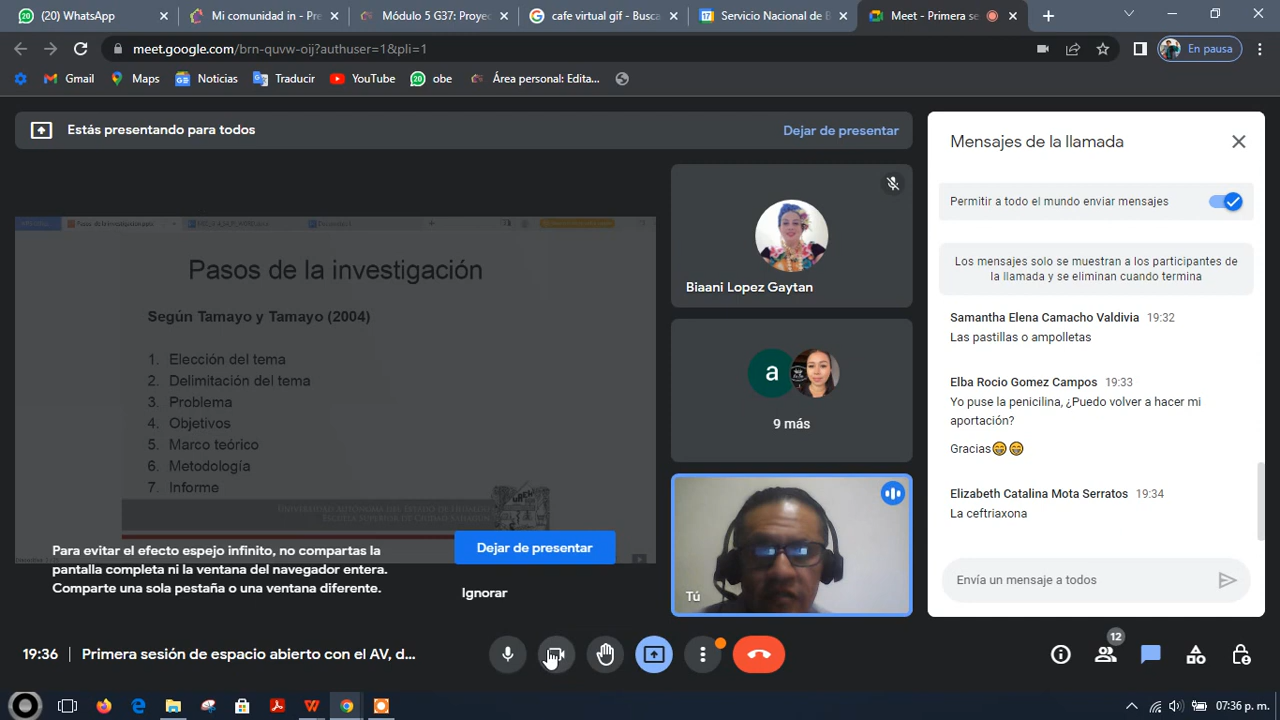 (20) WhatsApp
Mi comunidad in - Pre
Módulo 5 G37: Proye
cafe virtual gif - Busca
Servicio Nacional de B
Meet - Primera se
meet.google.com/brn-quvw-oij?authuser=1&pli=1
En pausa
Gmail
Maps
Noticias
Traducir
YouTube
obe
Área personal: Edita...
Estás presentando para todos
Dejar de presentar
Pasos de la investigación
Según Tamayo y Tamayo (2004)
1. Elección del tema
2. Delimitación del tema
3. Problema
4. Objetivos
5. Marco teórico
6. Metodología
7. Informe
Para evitar el efecto espejo infinito, no compartas la
pantalla completa ni la ventana del navegador entera.
Comparte una sola pestaña o una ventana diferente.
Dejar de presentar
Ignorar
Biaani Lopez Gaytan
a
9 más
Tú
Mensajes de la llamada
Permitir a todo el mundo enviar mensajes
Los mensajes solo se muestran a los participantes de
la llamada y se eliminan cuando termina
Samantha Elena Camacho Valdivia 19:32
Las pastillas o ampolletas
Elba Rocio Gomez Campos 19:33
Yo puse la penicilina, ¿Puedo volver a hacer mi
aportación?
Gracias😁😁
Elizabeth Catalina Mota Serratos 19:34
La ceftriaxona
Envía un mensaje a todos
19:36
Primera sesión de espacio abierto con el AV, d...
12
07:36 p. m.